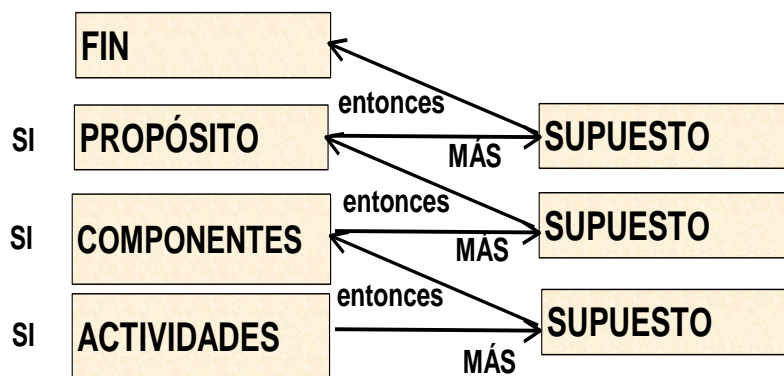 FIN
entonces
SI PROPÓSITO SUPUESTO
MÁS
entonces
SI COMPONENTES SUPUESTO
MÁS
entonces
SI ACTIVIDADES SUPUESTO
MÁS